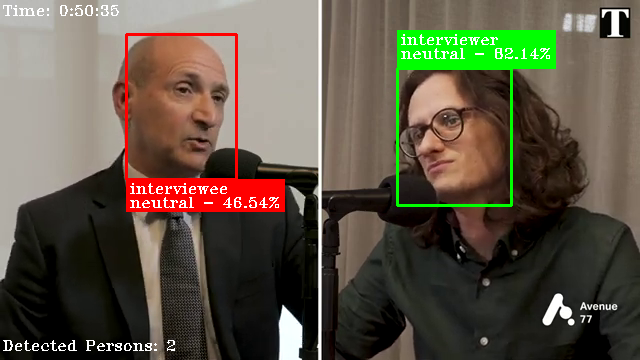 Time: 0:50:35
interviewer
neutral - 82.14%
T
interviewee
neutral - 46.54%
Avenue
77
Detected Persons: 2